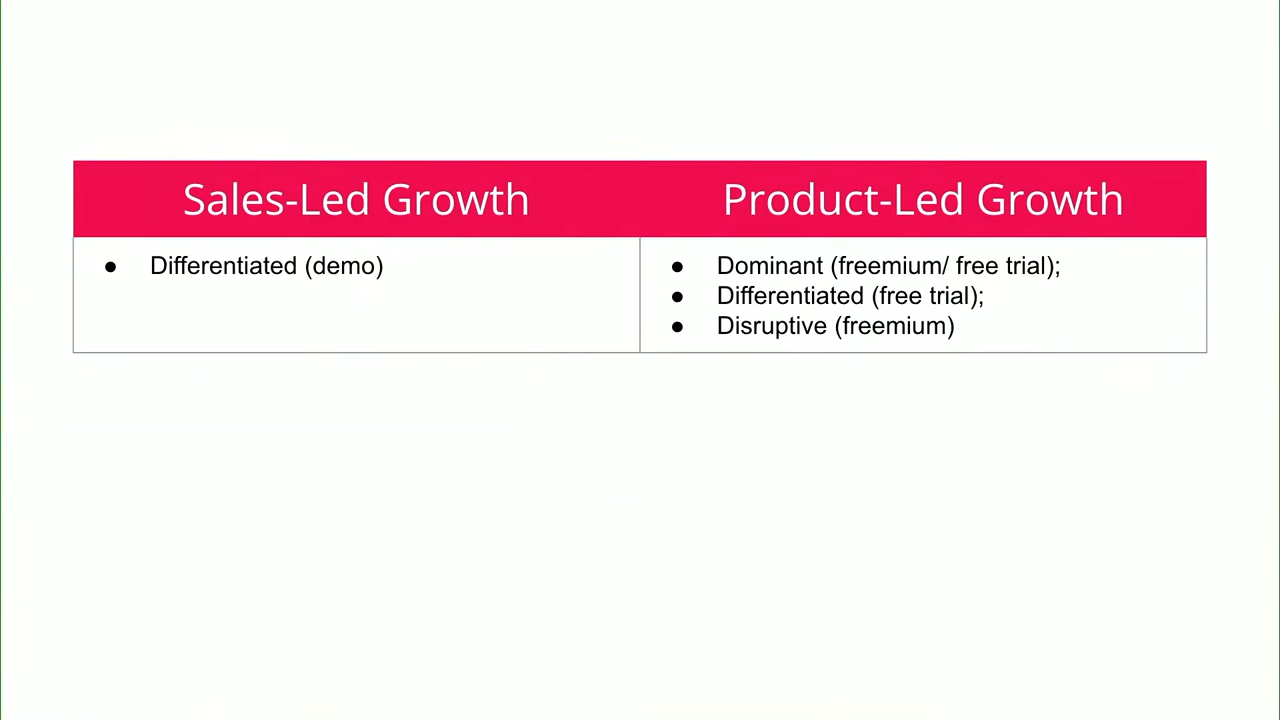 Sales-Led Growth
Product-Led Growth
● Differentiated (demo)
● Dominant (freemium/ free trial);
● Differentiated (free trial);
● Disruptive (freemium)